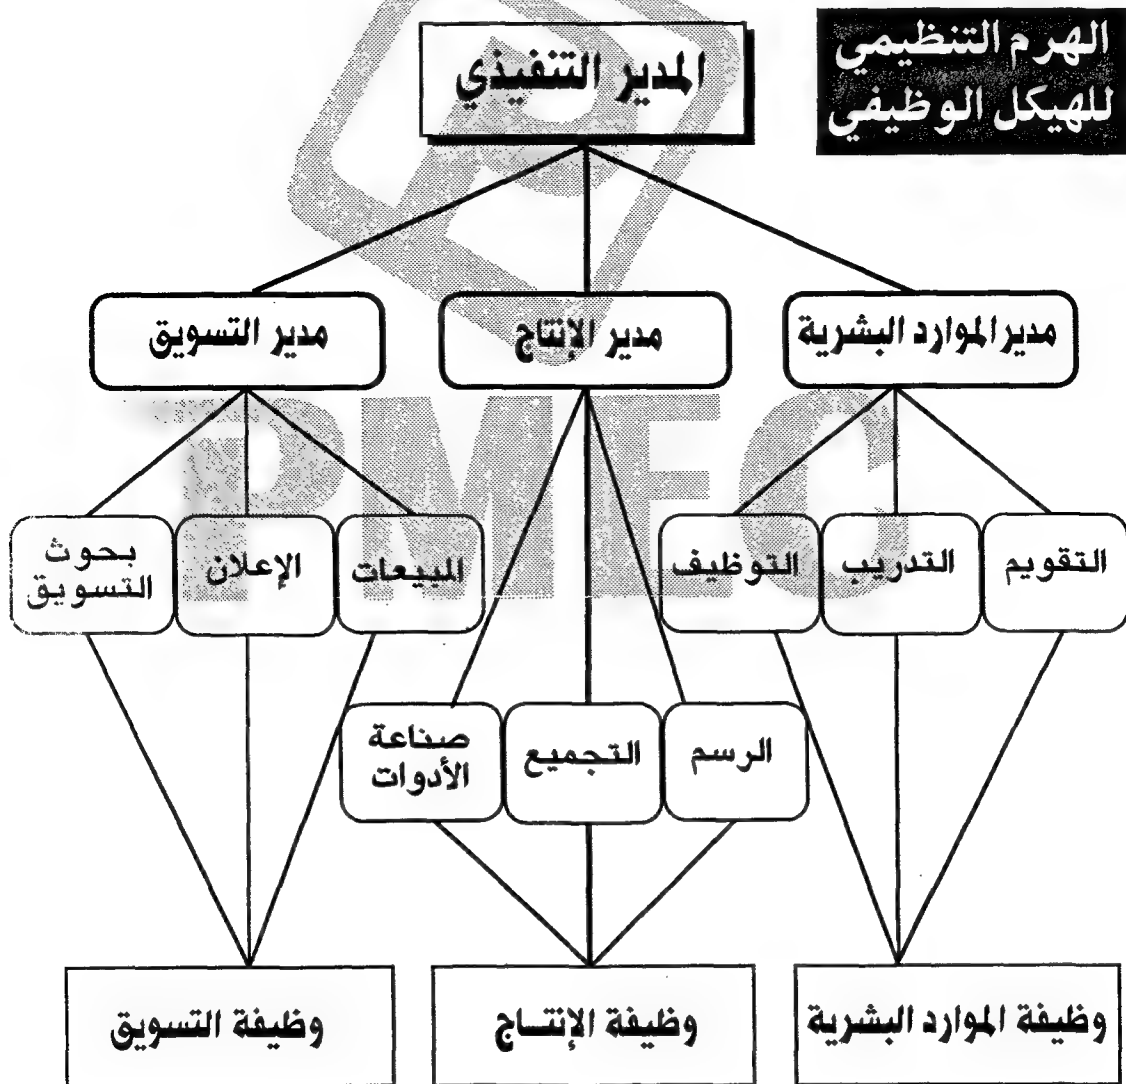 الهرم التنظيمي
للهيكل الوظيفي
المدير التنفيذي
مدير الموارد البشرية
مدير الإنتاج
مدير التسويق
التقويم
التدريب
التوظيف
المبيعات
الإعلان
بحوث
التسويق
الرسم
التجميع
صناعة
الأدوات
وظيفة الموارد البشرية
وظيفة الإنتاج
وظيفة التسويق
PMEC